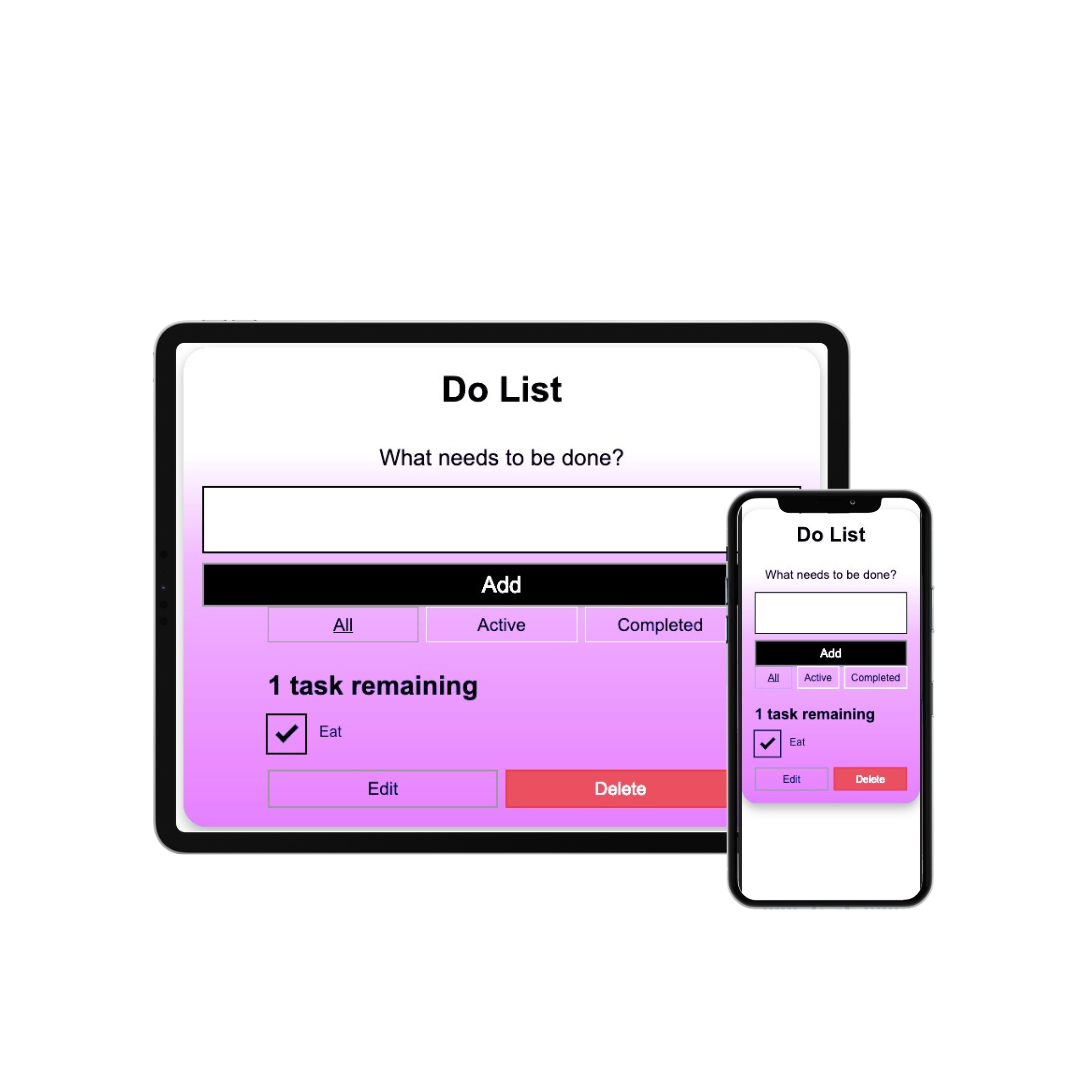 Do List
What needs to be done?
Add
All Active Completed
1 task remaining
Eat
Edit Delete
Do List
What needs to be done?
Add
All Active Completed
1 task remaining
Eat
Edit Delete